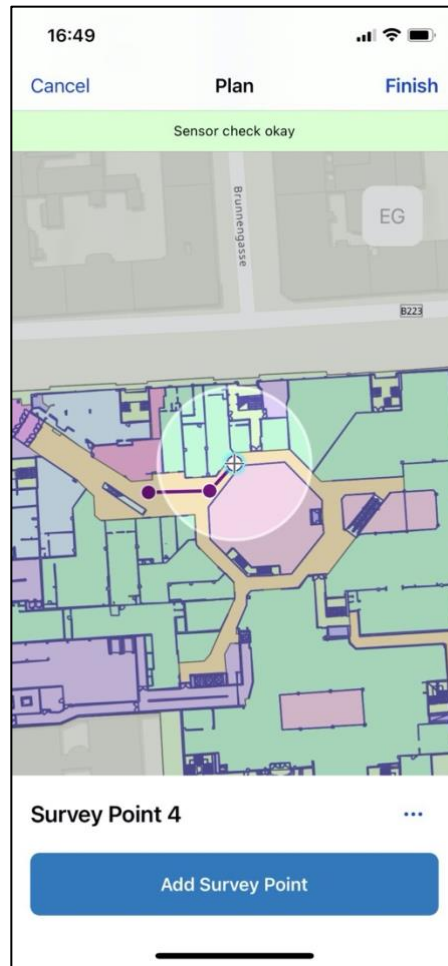 16:49
Cancel Plan Finish
Sensor check okay
Brunnengasse
EG
B223
Survey Point 4
Add Survey Point